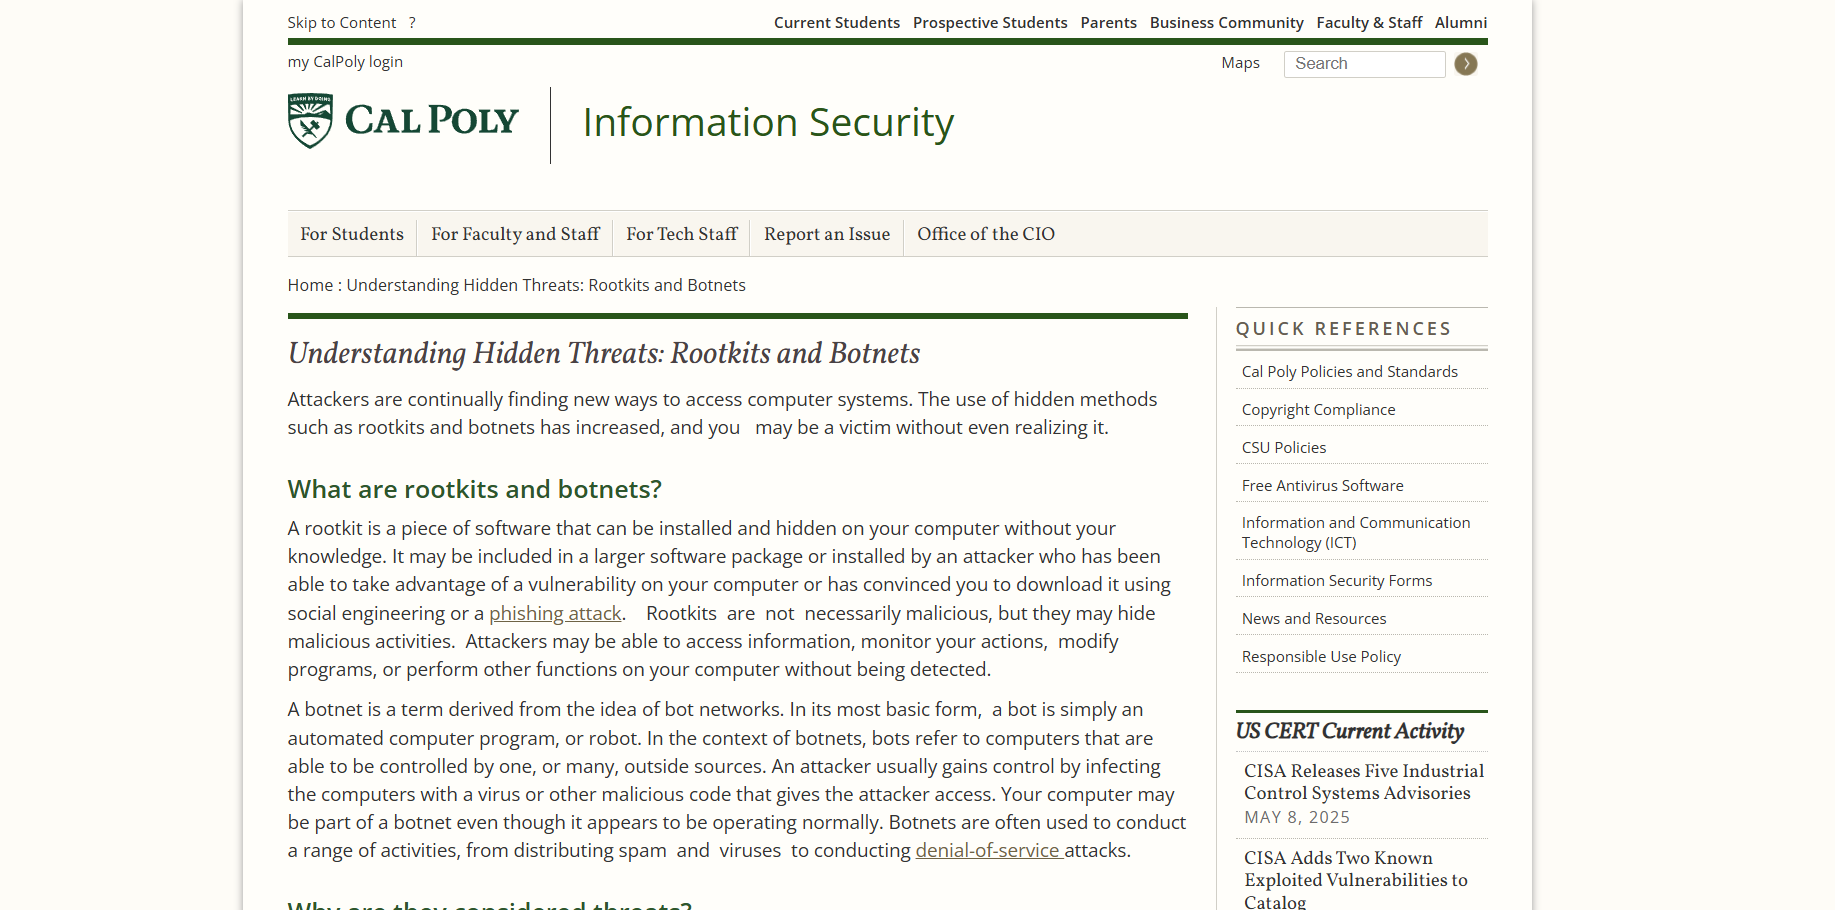 Skip to Content ?
Current Students Prospective Students Parents Business Community Faculty & Staff Alumni
my CalPoly login
Maps Search
LEARN BY DOING
CAL POLY
Information Security
For Students For Faculty and Staff For Tech Staff Report an Issue Office of the CIO
Home : Understanding Hidden Threats: Rootkits and Botnets
Understanding Hidden Threats: Rootkits and Botnets
Attackers are continually finding new ways to access computer systems. The use of hidden methods
such as rootkits and botnets has increased, and you may be a victim without even realizing it.
What are rootkits and botnets?
A rootkit is a piece of software that can be installed and hidden on your computer without your
knowledge. It may be included in a larger software package or installed by an attacker who has been
able to take advantage of a vulnerability on your computer or has convinced you to download it using
social engineering or a phishing attack. Rootkits are not necessarily malicious, but they may hide
malicious activities. Attackers may be able to access information, monitor your actions, modify
programs, or perform other functions on your computer without being detected.
A botnet is a term derived from the idea of bot networks. In its most basic form, a bot is simply an
automated computer program, or robot. In the context of botnets, bots refer to computers that are
able to be controlled by one, or many, outside sources. An attacker usually gains control by infecting
the computers with a virus or other malicious code that gives the attacker access. Your computer may
be part of a botnet even though it appears to be operating normally. Botnets are often used to conduct
a range of activities, from distributing spam and viruses to conducting denial-of-service attacks.
Why are they considered threats?
QUICK REFERENCES
Cal Poly Policies and Standards
Copyright Compliance
CSU Policies
Free Antivirus Software
Information and Communication
Technology (ICT)
Information Security Forms
News and Resources
Responsible Use Policy
US CERT Current Activity
CISA Releases Five Industrial
Control Systems Advisories
MAY 8, 2025
CISA Adds Two Known
Exploited Vulnerabilities to
Catalog